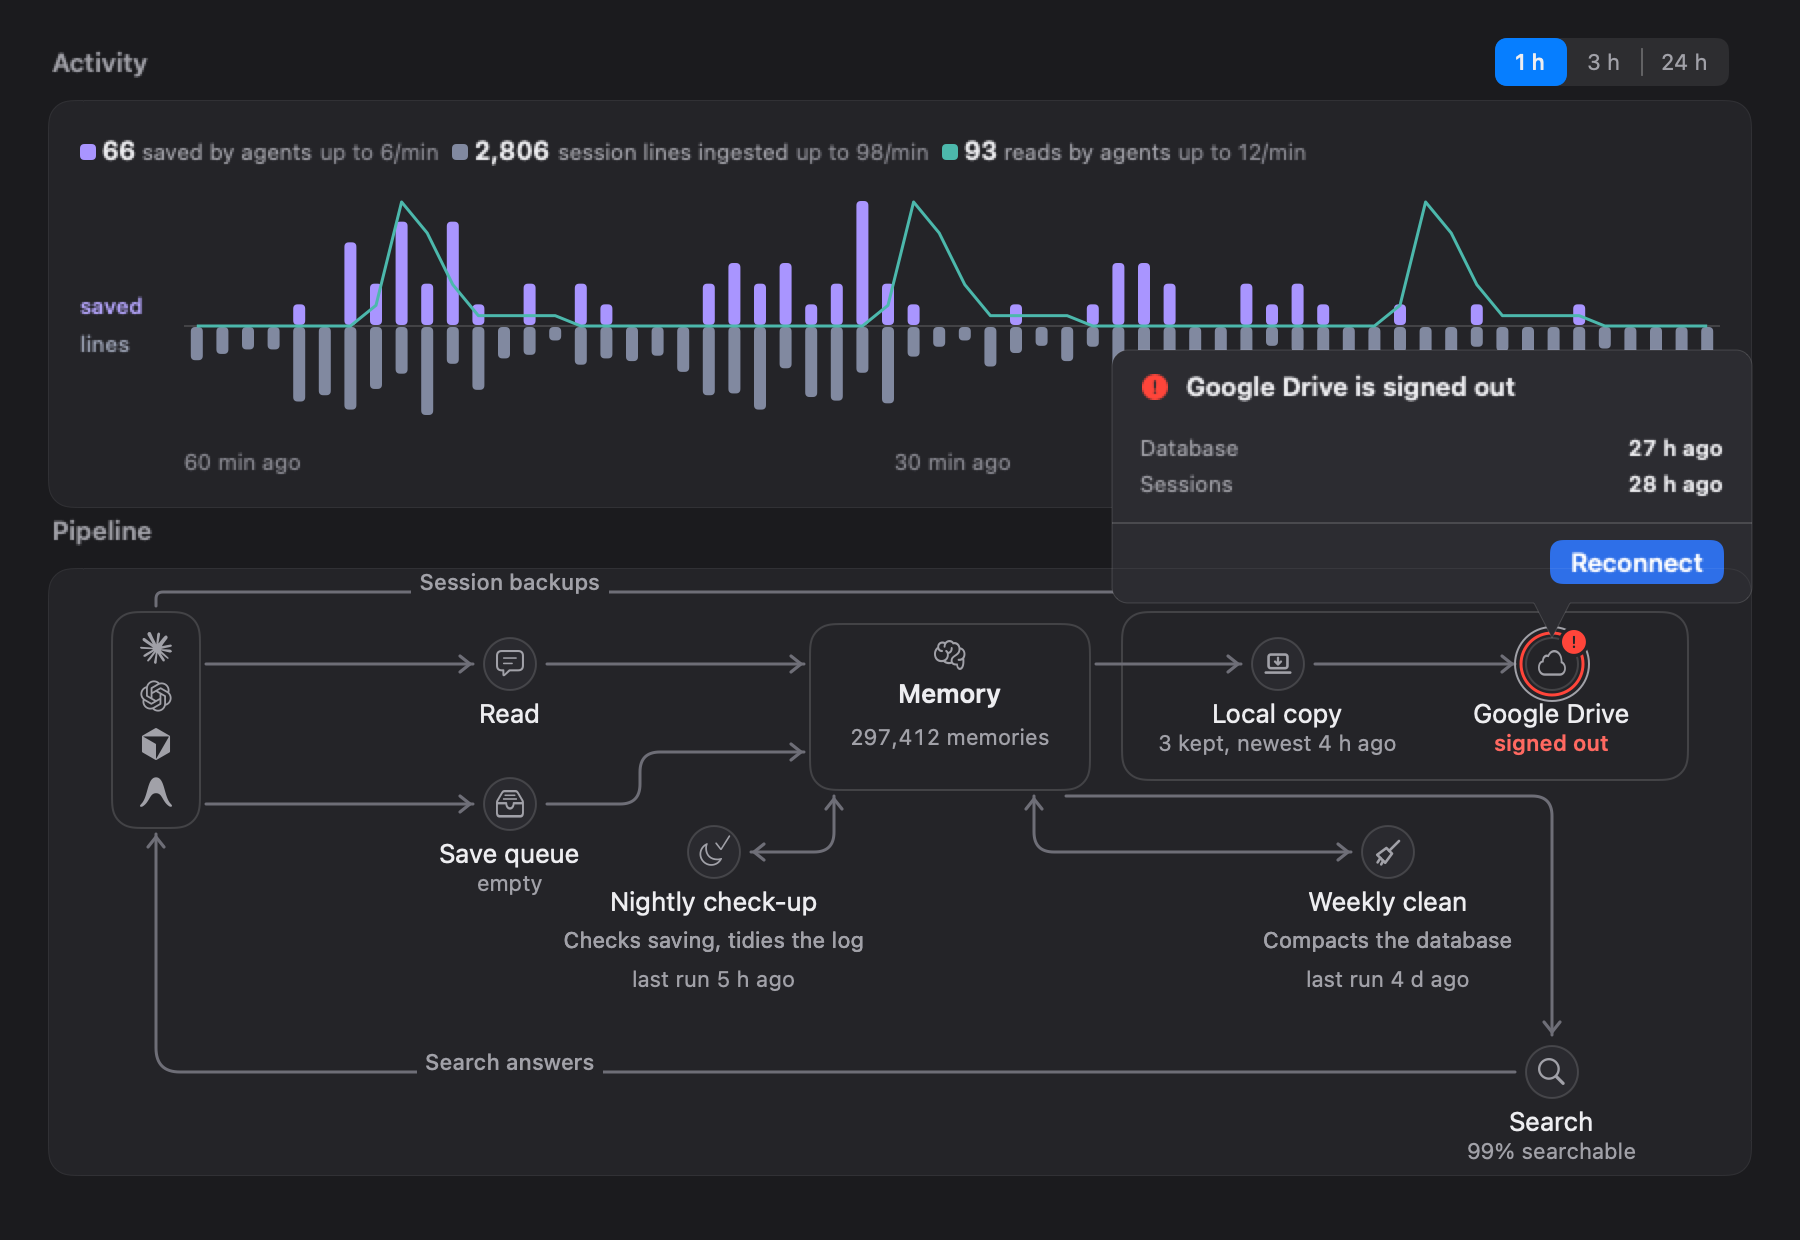 Activity
1 h 3 h 24 h
66 saved by agents up to 6/min 2,806 session lines ingested up to 98/min 93 reads by agents up to 12/min
saved
lines
60 min ago 30 min ago
Google Drive is signed out
Database 27 h ago
Sessions 28 h ago
Reconnect
Pipeline
Session backups
Read
Memory
297,412 memories
Local copy
3 kept, newest 4 h ago
Google Drive
signed out
Save queue
empty
Nightly check-up
Checks saving, tidies the log
last run 5 h ago
Weekly clean
Compacts the database
last run 4 d ago
Search answers
Search
99% searchable